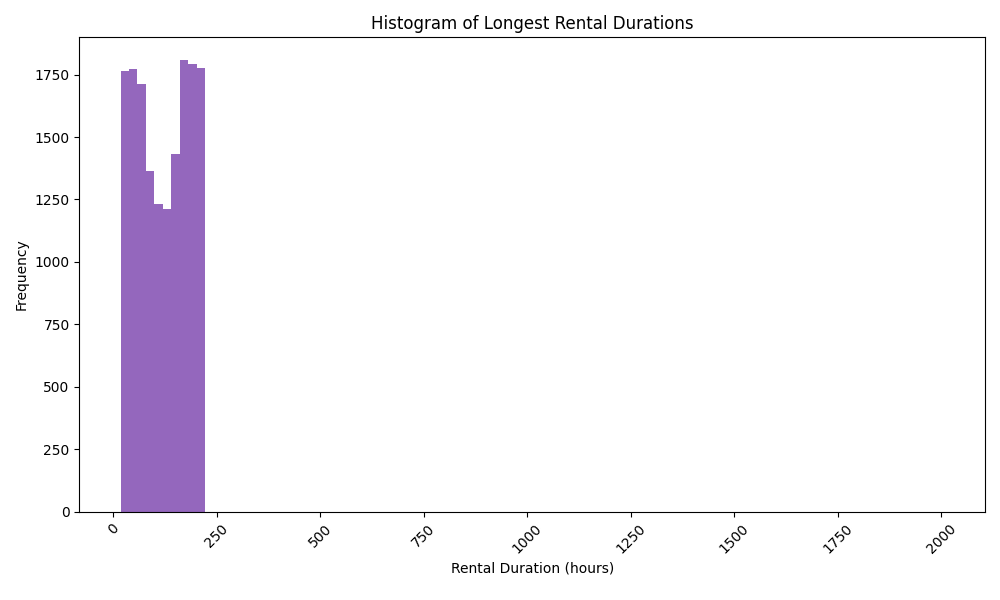 Histogram of Longest Rental Durations
Frequency
1750
1500
1250
1000
750
500
250
0
0 250 500 750 1000 1250 1500 1750 2000
Rental Duration (hours)